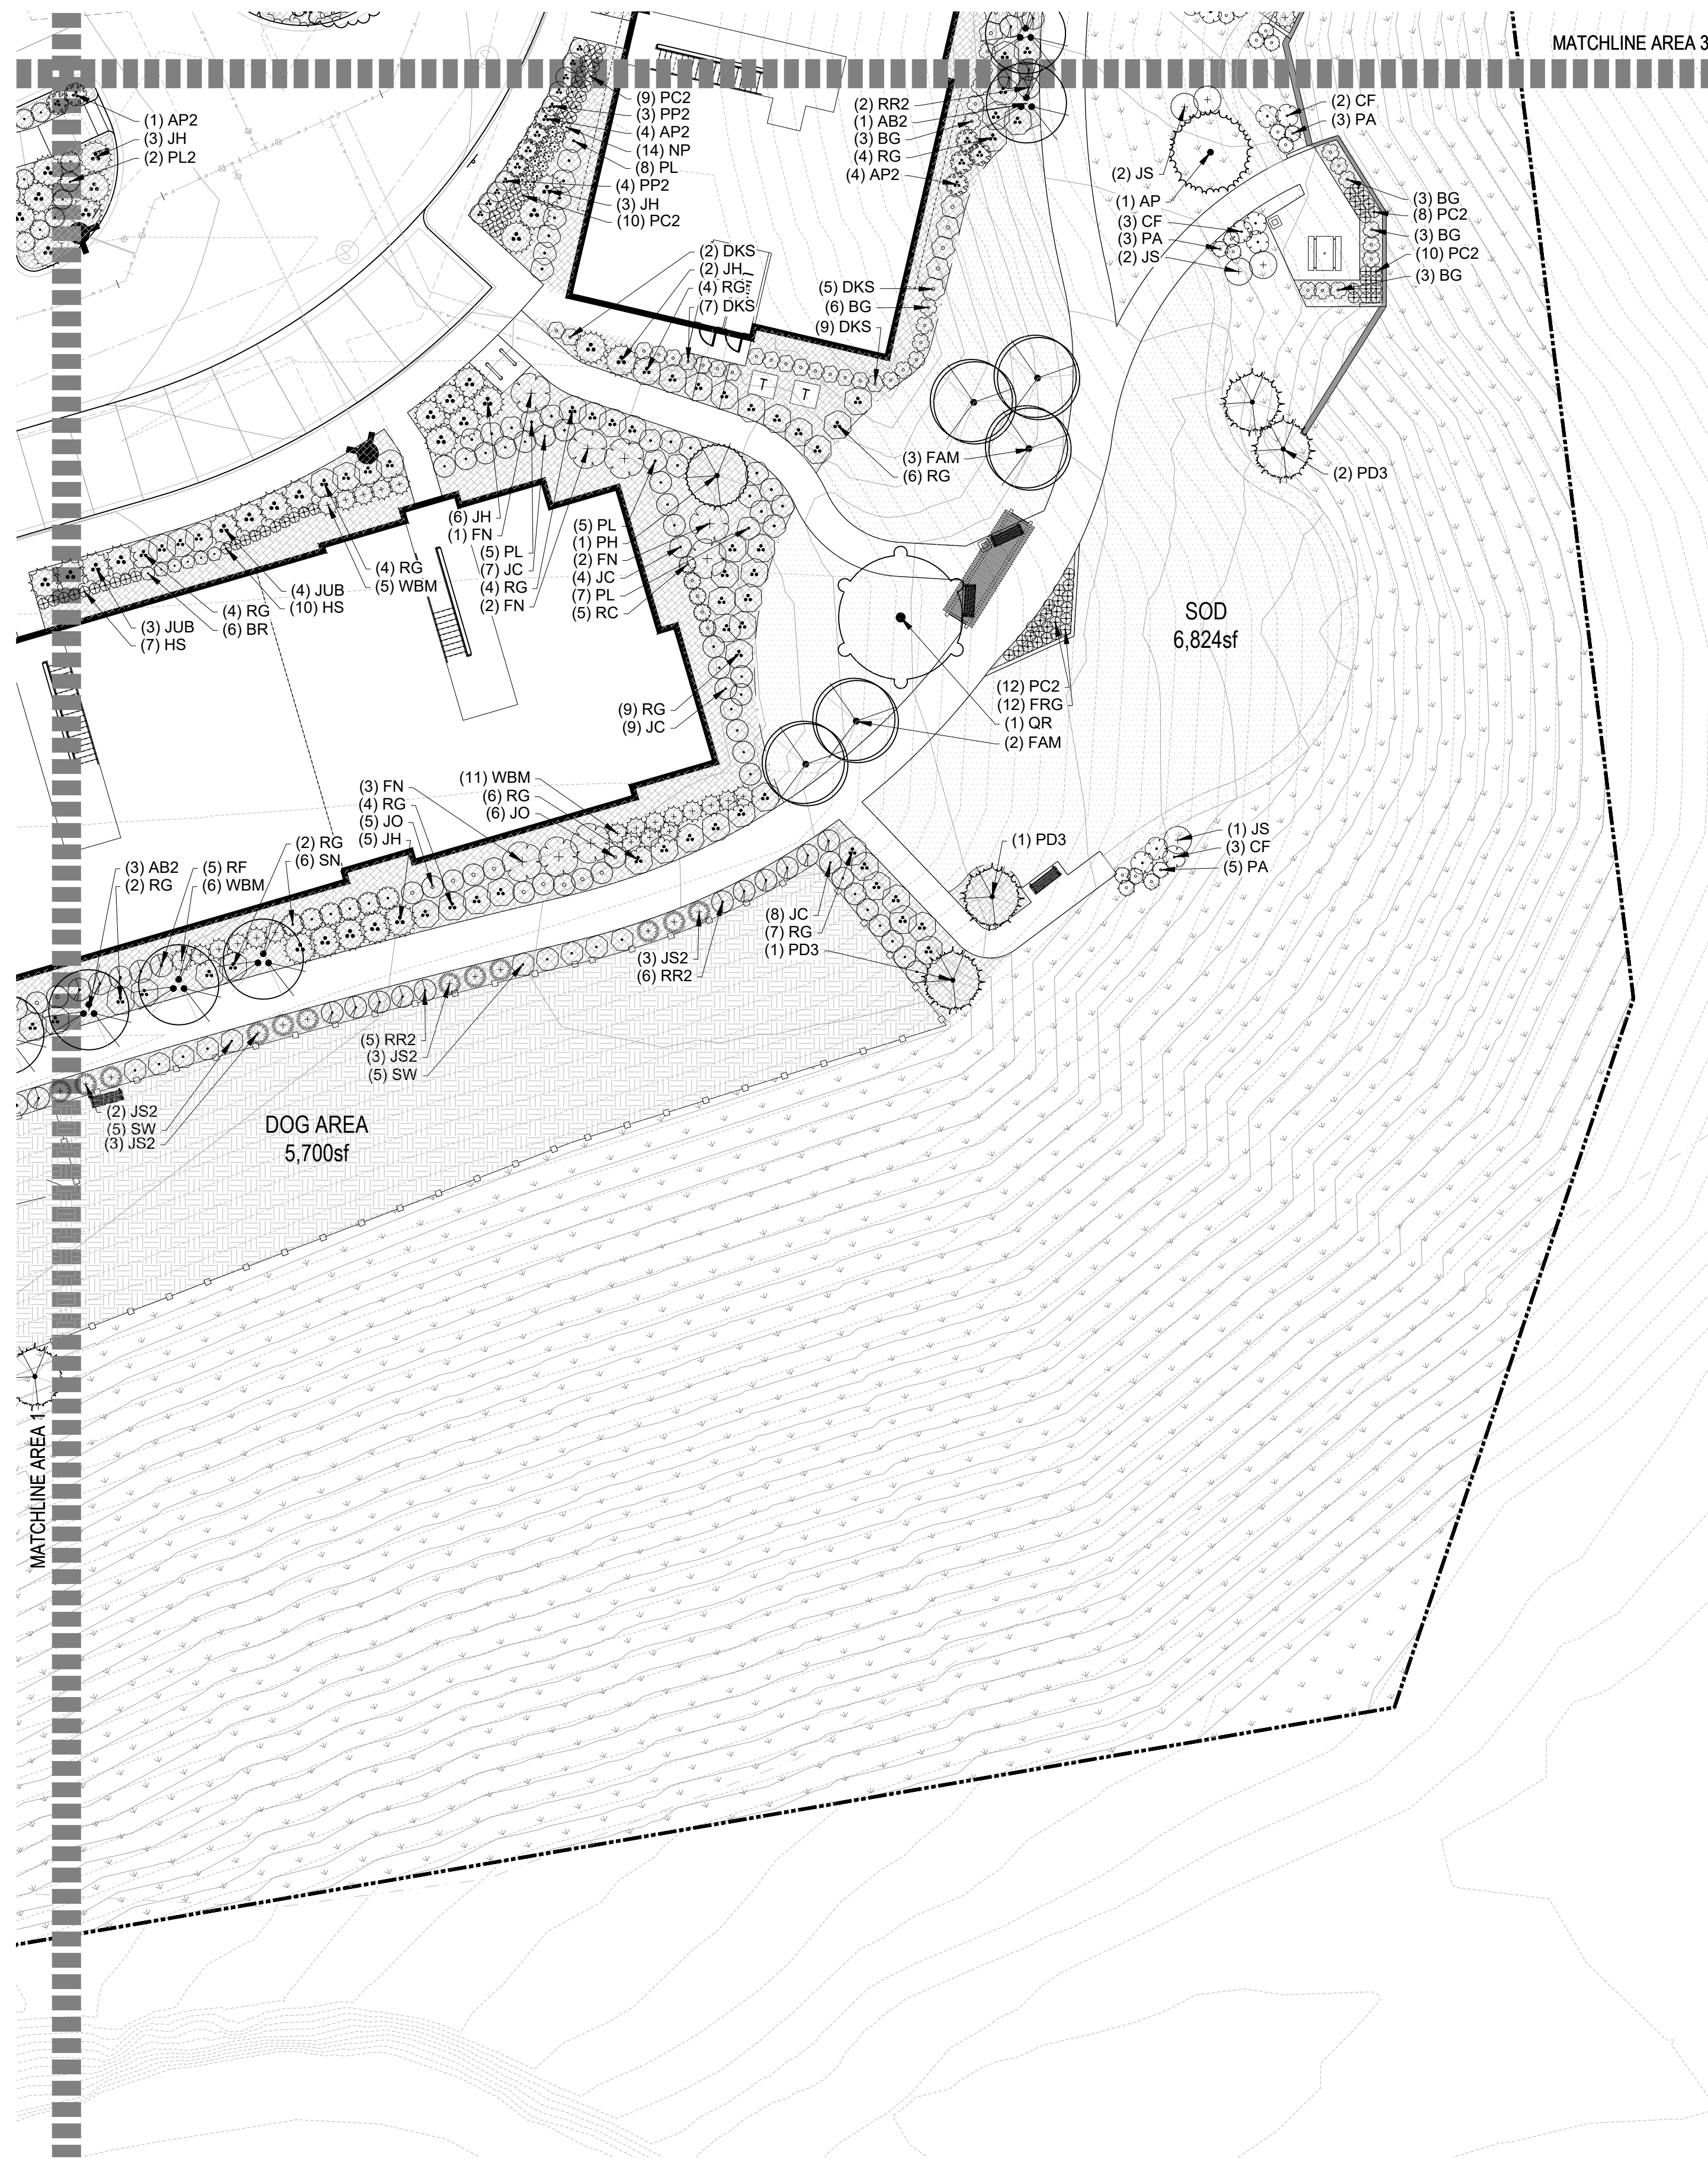 MATCHLINE AREA 3
(1) AP2
(3) JH
(2) PL2
(9) PC2
(3) PP2
(4) AP2
(14) NP
(8) PL
(4) PP2
(3) JH
(10) PC2
(2) RR2
(1) AB2
(3) BG
(4) RG
(4) AP2
(2) CF
(3) PA
(2) JS
(1) AP
(3) CF
(3) PA
(2) JS
(3) BG
(8) PC2
(3) BG
(10) PC2
(3) BG
(2) DKS
(2) JH
(4) RG
(7) DKS
(5) DKS
(6) BG
(9) DKS
T
T
(3) FAM
(6) RG
(2) PD3
(6) JH
(1) FN
(5) PL
(7) JC
(4) RG
(2) FN
(5) PL
(1) PH
(2) FN
(4) JC
(7) PL
(5) RC
(4) RG
(5) WBM
(4) JUB
(10) HS
(4) RG
(6) BR
(3) JUB
(7) HS
SOD
6,824sf
(12) PC2
(12) FRG
(1) QR
(2) FAM
(9) RG
(9) JC
(11) WBM
(6) RG
(6) JO
(3) FN
(4) RG
(5) JO
(5) JH
(2) RG
(6) SN
(5) RF
(6) WBM
(3) AB2
(2) RG
(1) PD3
(1) JS
(3) CF
(5) PA
(8) JC
(7) RG
(1) PD3
(3) JS2
(6) RR2
(5) RR2
(3) JS2
(5) SW
(2) JS2
(5) SW
(3) JS2
DOG AREA
5,700sf
MATCHLINE AREA 1